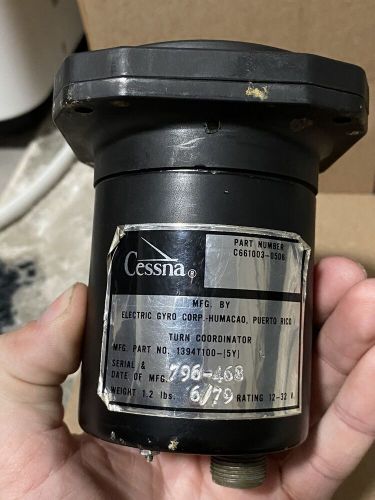 Cessna®
PART NUMBER
C661003-0506
MFG. BY
ELECTRIC GYRO CORP.-HUMACAO, PUERTO RICO
TURN COORDINATOR
MFG. PART NO. 1394T100-(5Y)
SERIAL &
DATE OF MFG. 796-468
WEIGHT 1.2 lbs. 6/79 RATING 12-32 V.